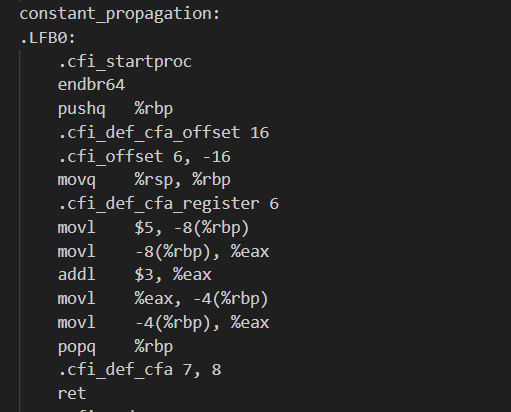 constant_propagation:
.LFB0:
.cfi_startproc
endbr64
pushq %rbp
.cfi_def_cfa_offset 16
.cfi_offset 6, -16
movq %rsp, %rbp
.cfi_def_cfa_register 6
movl $5, -8(%rbp)
movl -8(%rbp), %eax
addl $3, %eax
movl %eax, -4(%rbp)
movl -4(%rbp), %eax
popq %rbp
.cfi_def_cfa 7, 8
ret